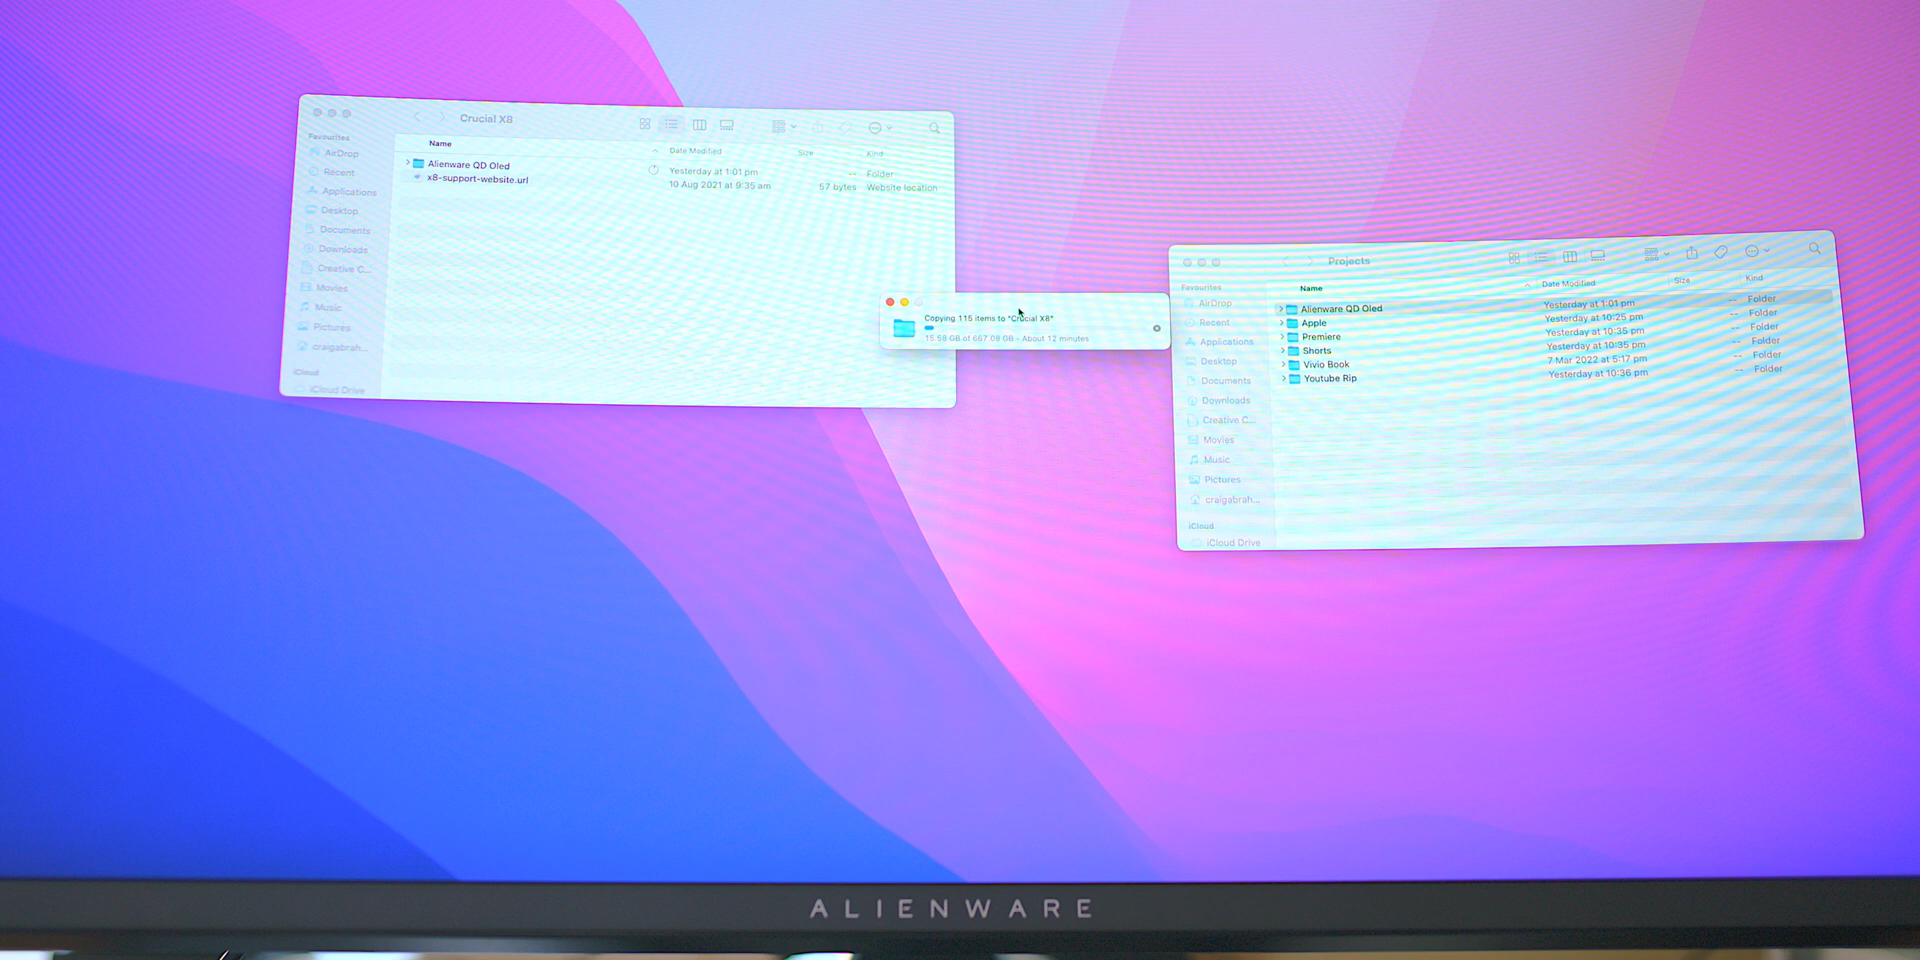 Crucial X8
Favourites
AirDrop
Recent
Applications
Desktop
Documents
Downloads
Creative C...
Movies
Music
Pictures
craigabrah...
iCloud
iCloud Drive
Name Date Modified Size Kind
Alienware QD Oled Yesterday at 1:01 pm -- Folder
x8-support-website.url 10 Aug 2021 at 9:35 am 57 bytes Website location
Copying 115 items to "Crucial X8"
15.58 GB of 667.08 GB - About 12 minutes
Projects
Favourites
AirDrop
Recent
Applications
Desktop
Documents
Downloads
Creative C...
Movies
Music
Pictures
craigabrah...
iCloud
iCloud Drive
Name Date Modified Size Kind
Alienware QD Oled Yesterday at 1:01 pm -- Folder
Apple Yesterday at 10:25 pm -- Folder
Premiere Yesterday at 10:35 pm -- Folder
Shorts Yesterday at 10:35 pm -- Folder
Vivio Book 7 Mar 2022 at 5:17 pm -- Folder
Youtube Rip Yesterday at 10:36 pm -- Folder
ALIENWARE